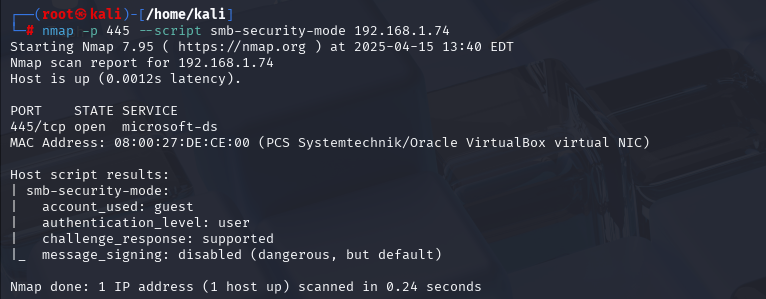 ┌──(root㉿kali)-[/home/kali]
└─# nmap -p 445 --script smb-security-mode 192.168.1.74
Starting Nmap 7.95 ( https://nmap.org ) at 2025-04-15 13:40 EDT
Nmap scan report for 192.168.1.74
Host is up (0.0012s latency).

PORT    STATE SERVICE
445/tcp open  microsoft-ds
MAC Address: 08:00:27:DE:CE:00 (PCS Systemtechnik/Oracle VirtualBox virtual NIC)

Host script results:
| smb-security-mode:
|   account_used: guest
|   authentication_level: user
|   challenge_response: supported
|_  message_signing: disabled (dangerous, but default)

Nmap done: 1 IP address (1 host up) scanned in 0.24 seconds